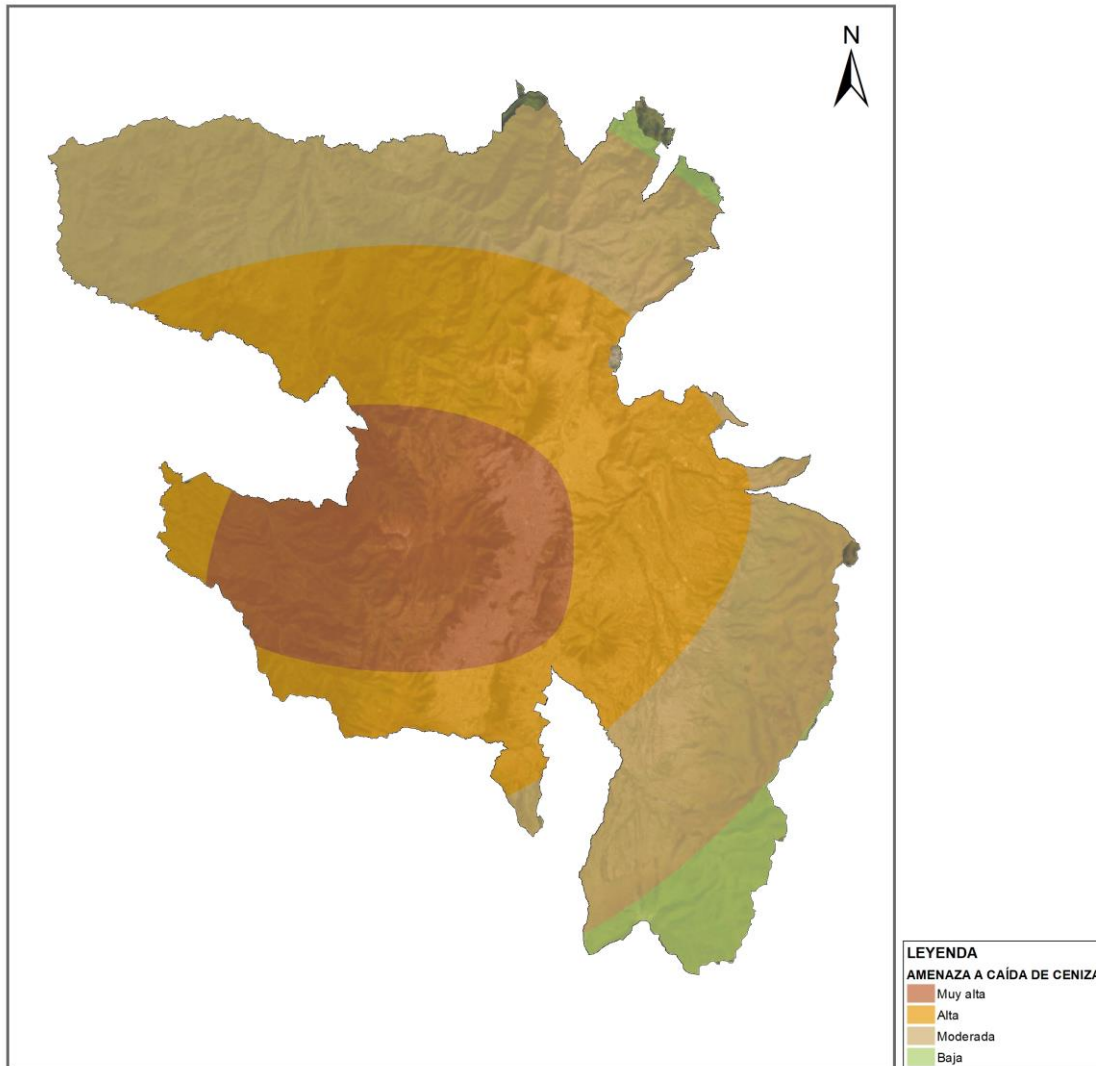 N
LEYENDA
AMENAZA A CAÍDA DE CENIZA
Muy alta
Alta
Moderada
Baja